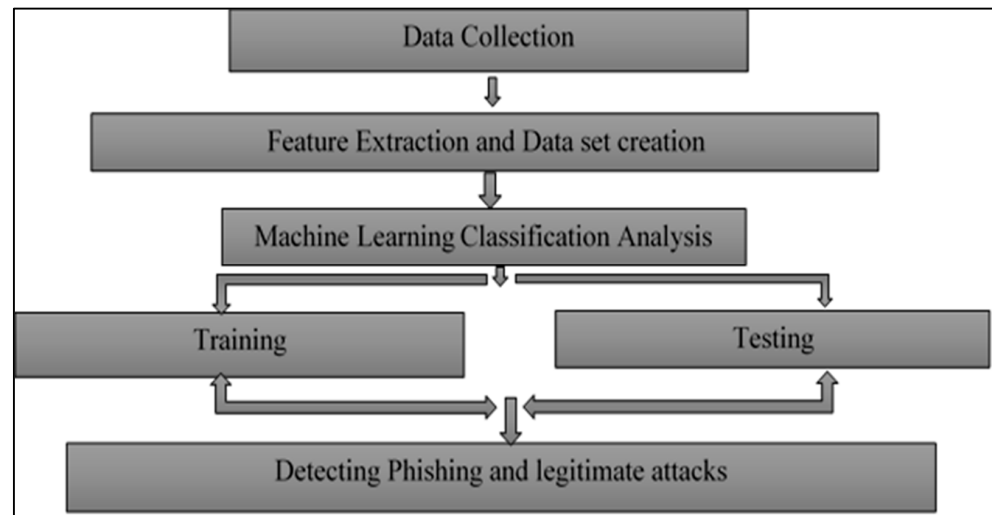 Data Collection
Feature Extraction and Data set creation
Machine Learning Classification Analysis
Training
Testing
Detecting Phishing and legitimate attacks